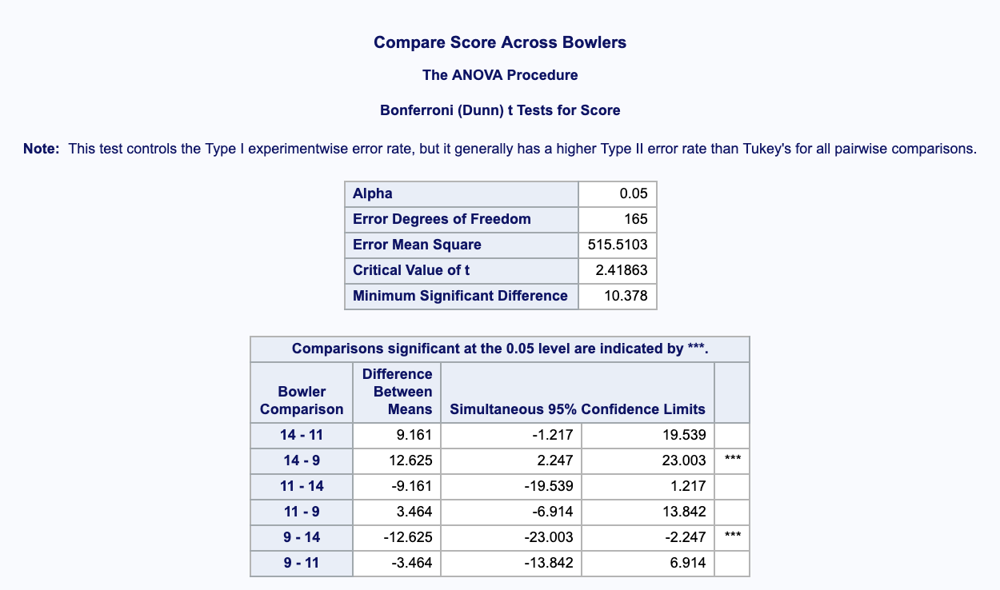 Compare Score Across Bowlers
The ANOVA Procedure
Bonferroni (Dunn) t Tests for Score
Note: This test controls the Type I experimentwise error rate, but it generally has a higher Type II error rate than Tukey's for all pairwise comparisons.
Alpha 0.05
Error Degrees of Freedom 165
Error Mean Square 515.5103
Critical Value of t 2.41863
Minimum Significant Difference 10.378
Comparisons significant at the 0.05 level are indicated by ***.
Bowler
Comparison
Difference
Between
Means
Simultaneous 95% Confidence Limits
14 - 11 9.161 -1.217 19.539
14 - 9 12.625 2.247 23.003 ***
11 - 14 -9.161 -19.539 1.217
11 - 9 3.464 -6.914 13.842
9 - 14 -12.625 -23.003 -2.247 ***
9 - 11 -3.464 -13.842 6.914